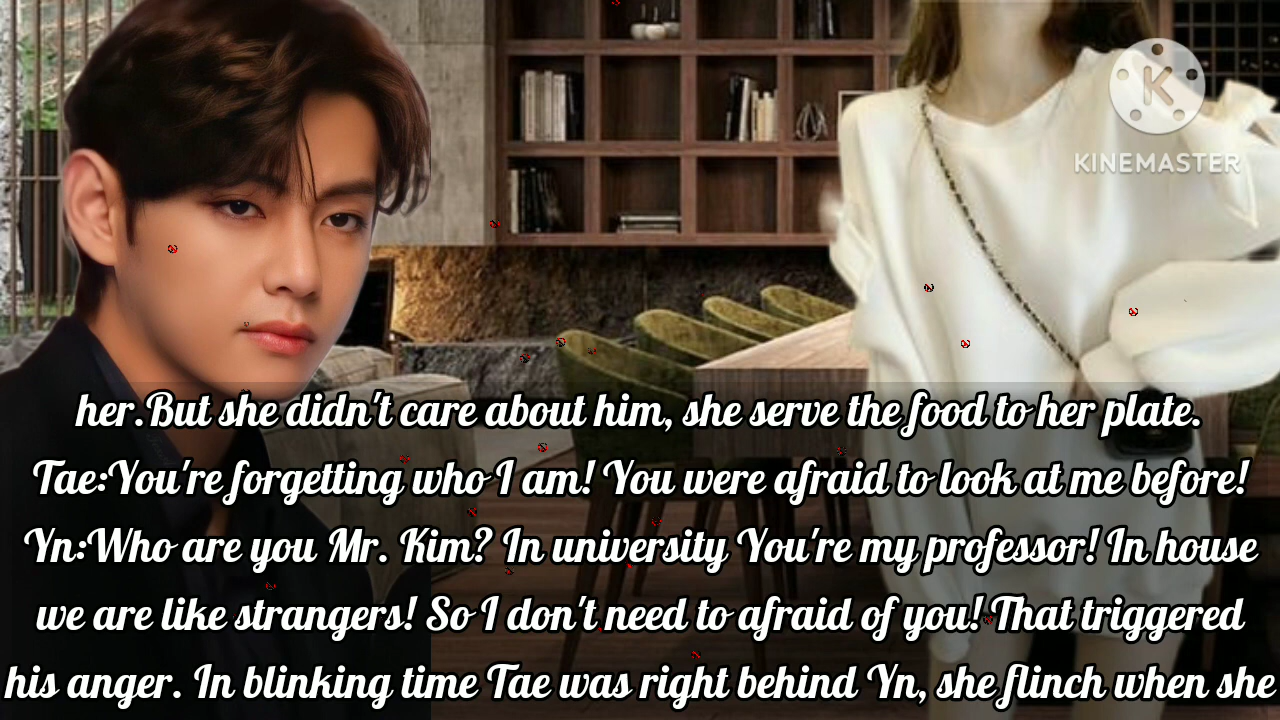 K
KINEMASTER
her.But she didn't care about him, she serve the food to her plate.
Tae:You're forgetting who I am! You were afraid to look at me before!
Yn:Who are you Mr. Kim? In university You're my professor! In house
we are like strangers! So I don't need to afraid of you! That triggered
his anger. In blinking time Tae was right behind Yn, she flinch when she